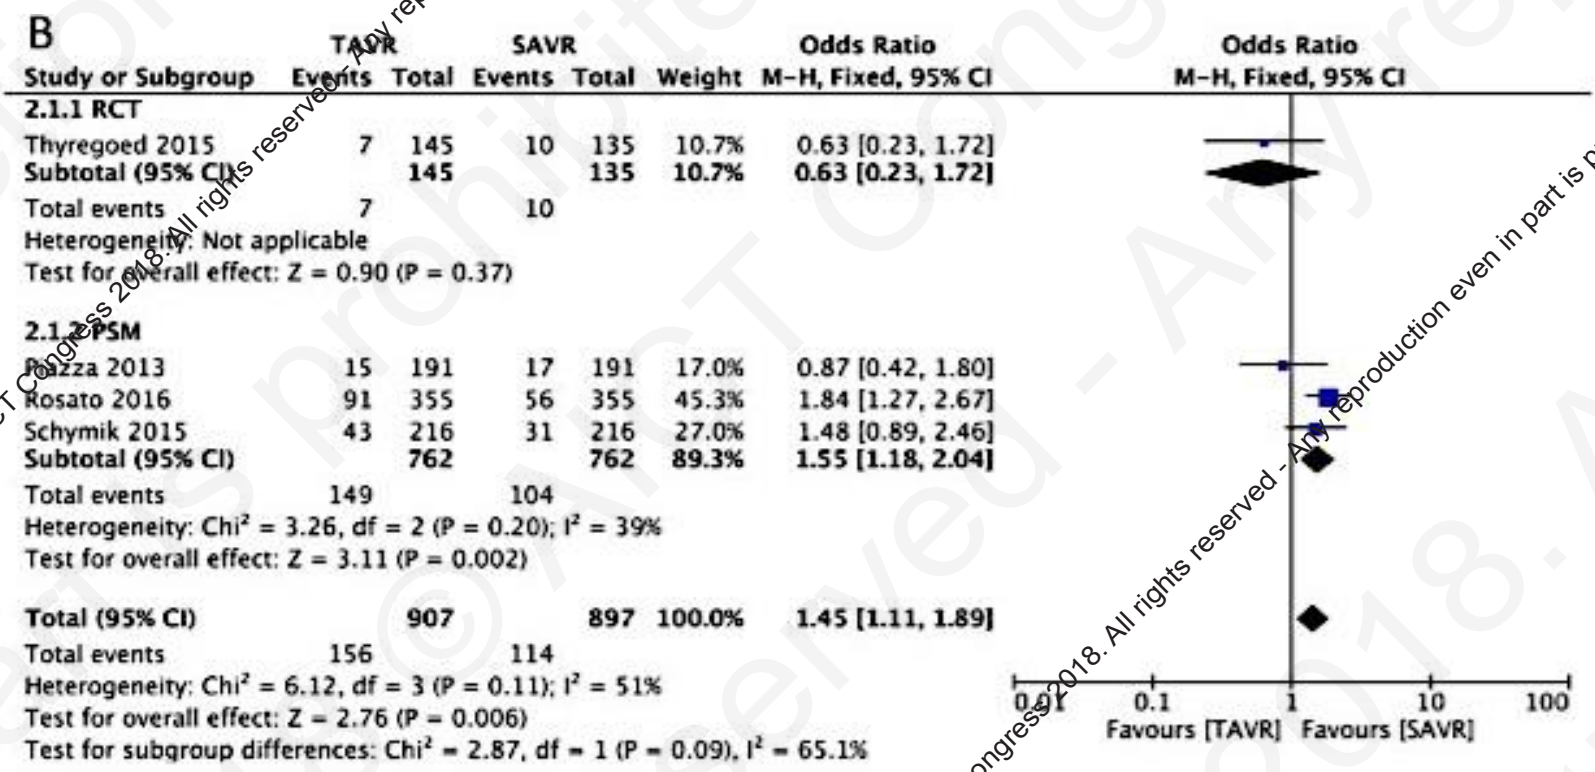 B
TAVR SAVR Odds Ratio Odds Ratio
Study or Subgroup Events Total Events Total Weight M-H, Fixed, 95% CI M-H, Fixed, 95% CI
2.1.1 RCT
Thyregoed 2015 7 145 10 135 10.7% 0.63 [0.23, 1.72]
Subtotal (95% CI) 145 135 10.7% 0.63 [0.23, 1.72]
Total events 7 10
Heterogeneity: Not applicable
Test for overall effect: Z = 0.90 (P = 0.37)
2.1.2 PSM
Piazza 2013 15 191 17 191 17.0% 0.87 [0.42, 1.80]
Rosato 2016 91 355 56 355 45.3% 1.84 [1.27, 2.67]
Schymik 2015 43 216 31 216 27.0% 1.48 [0.89, 2.46]
Subtotal (95% CI) 762 762 89.3% 1.55 [1.18, 2.04]
Total events 149 104
Heterogeneity: Chi² = 3.26, df = 2 (P = 0.20); I² = 39%
Test for overall effect: Z = 3.11 (P = 0.002)
Total (95% CI) 907 897 100.0% 1.45 [1.11, 1.89]
Total events 156 114
Heterogeneity: Chi² = 6.12, df = 3 (P = 0.11); I² = 51%
Test for overall effect: Z = 2.76 (P = 0.006)
Test for subgroup differences: Chi² = 2.87, df = 1 (P = 0.09), I² = 65.1%
0.01 0.1 1 10 100
Favours [TAVR] Favours [SAVR]
Congress 2018. All rights reserved - Any
2018. All rights reserved - Any reproduction even in part is
is prohibited
© ACT Cong
reserved - Any
2018. A